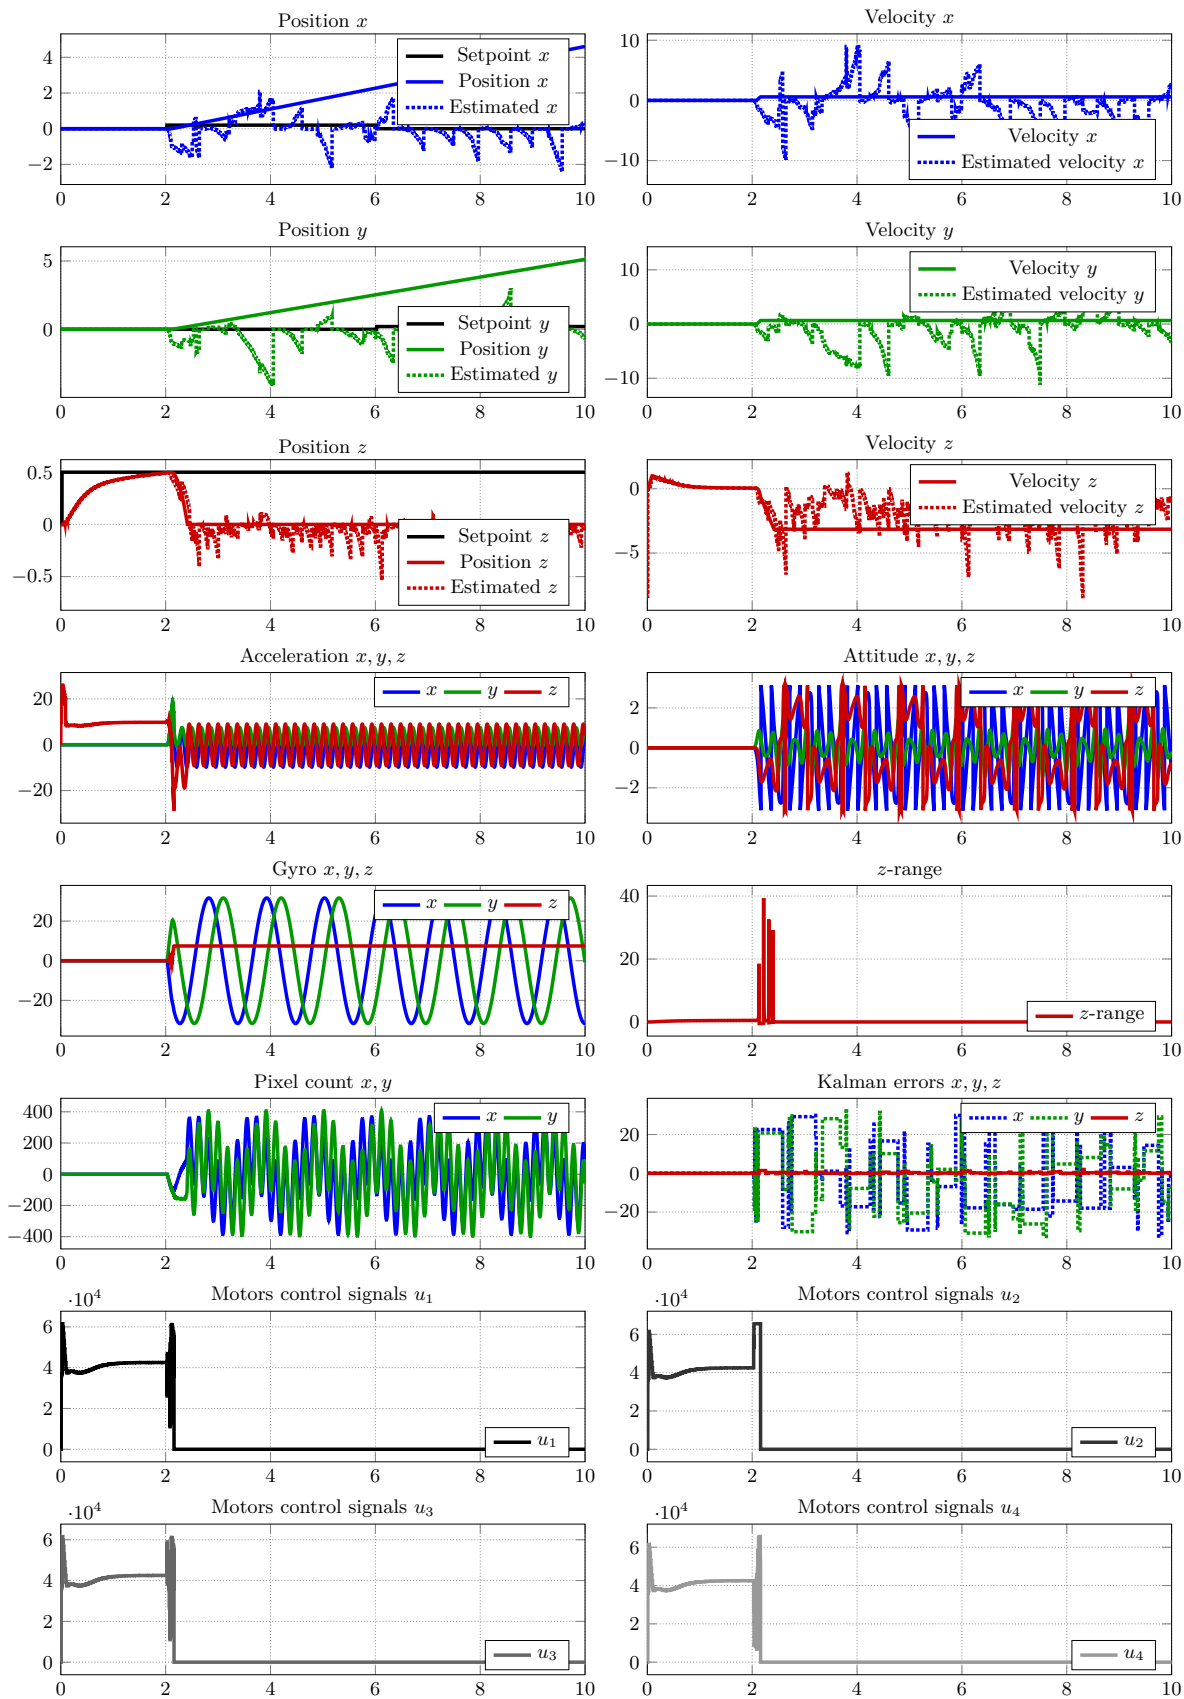 Position x
4
2
0
−2
0 2 4 6 8 10
Setpoint x
Position x
Estimated x
Velocity x
10
0
−10
0 2 4 6 8 10
Velocity x
Estimated velocity x
Position y
5
0
0 2 4 6 8 10
Setpoint y
Position y
Estimated y
Velocity y
10
0
−10
0 2 4 6 8 10
Velocity y
Estimated velocity y
Position z
0.5
0
−0.5
0 2 4 6 8 10
Setpoint z
Position z
Estimated z
Velocity z
0
−5
0 2 4 6 8 10
Velocity z
Estimated velocity z
Acceleration x, y, z
20
0
−20
0 2 4 6 8 10
x y z
Attitude x, y, z
2
0
−2
0 2 4 6 8 10
x y z
Gyro x, y, z
20
0
−20
0 2 4 6 8 10
x y z
z-range
40
20
0
0 2 4 6 8 10
z-range
Pixel count x, y
400
200
0
−200
−400
0 2 4 6 8 10
x y
Kalman errors x, y, z
20
0
−20
0 2 4 6 8 10
x y z
Motors control signals u₁
·10⁴
6
4
2
0
0 2 4 6 8 10
u₁
Motors control signals u₂
·10⁴
6
4
2
0
0 2 4 6 8 10
u₂
Motors control signals u₃
·10⁴
6
4
2
0
0 2 4 6 8 10
u₃
Motors control signals u₄
·10⁴
6
4
2
0
0 2 4 6 8 10
u₄